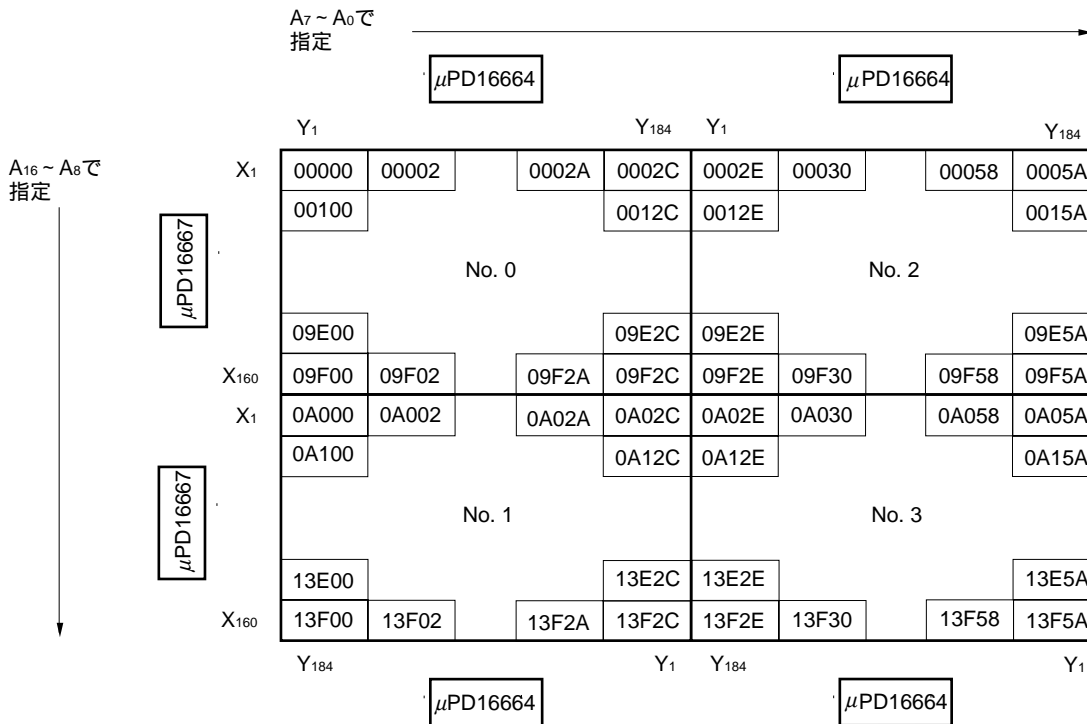 A7 ~ A0で
指定
μPD16664 μPD16664
Y1 Y184 Y1 Y184
A16 ~ A8で
指定
X1 00000 00002 0002A 0002C 0002E 00030 00058 0005A
00100 0012C 0012E 0015A
μPD16667
No. 0 No. 2
09E00 09E2C 09E2E 09E5A
X160 09F00 09F02 09F2A 09F2C 09F2E 09F30 09F58 09F5A
X1 0A000 0A002 0A02A 0A02C 0A02E 0A030 0A058 0A05A
0A100 0A12C 0A12E 0A15A
μPD16667
No. 1 No. 3
13E00 13E2C 13E2E 13E5A
X160 13F00 13F02 13F2A 13F2C 13F2E 13F30 13F58 13F5A
Y184 Y1 Y184 Y1
μPD16664 μPD16664